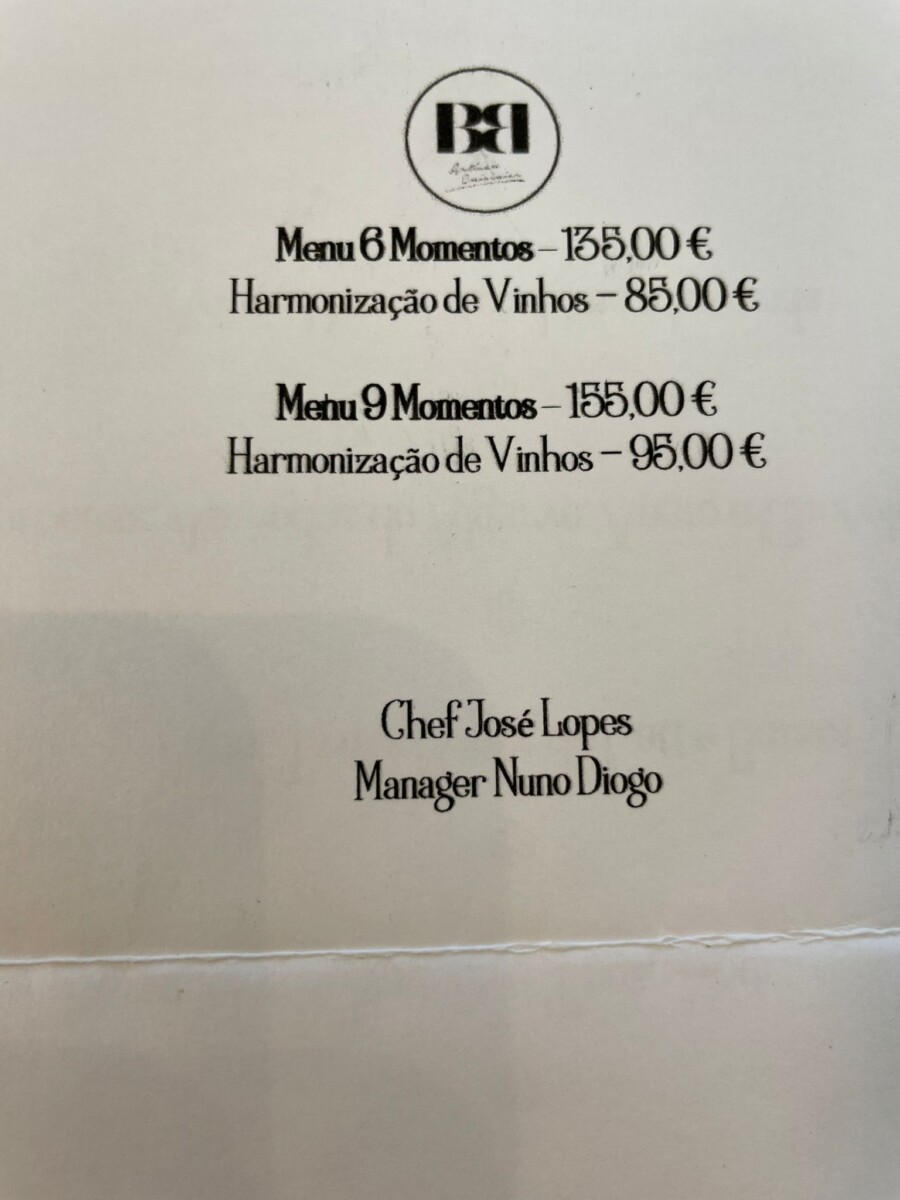 BB
Menu 6 Momentos – 135,00 €
Harmonização de Vinhos – 85,00 €
Menu 9 Momentos – 155,00 €
Harmonização de Vinhos – 95,00 €
Chef José Lopes
Manager Nuno Diogo